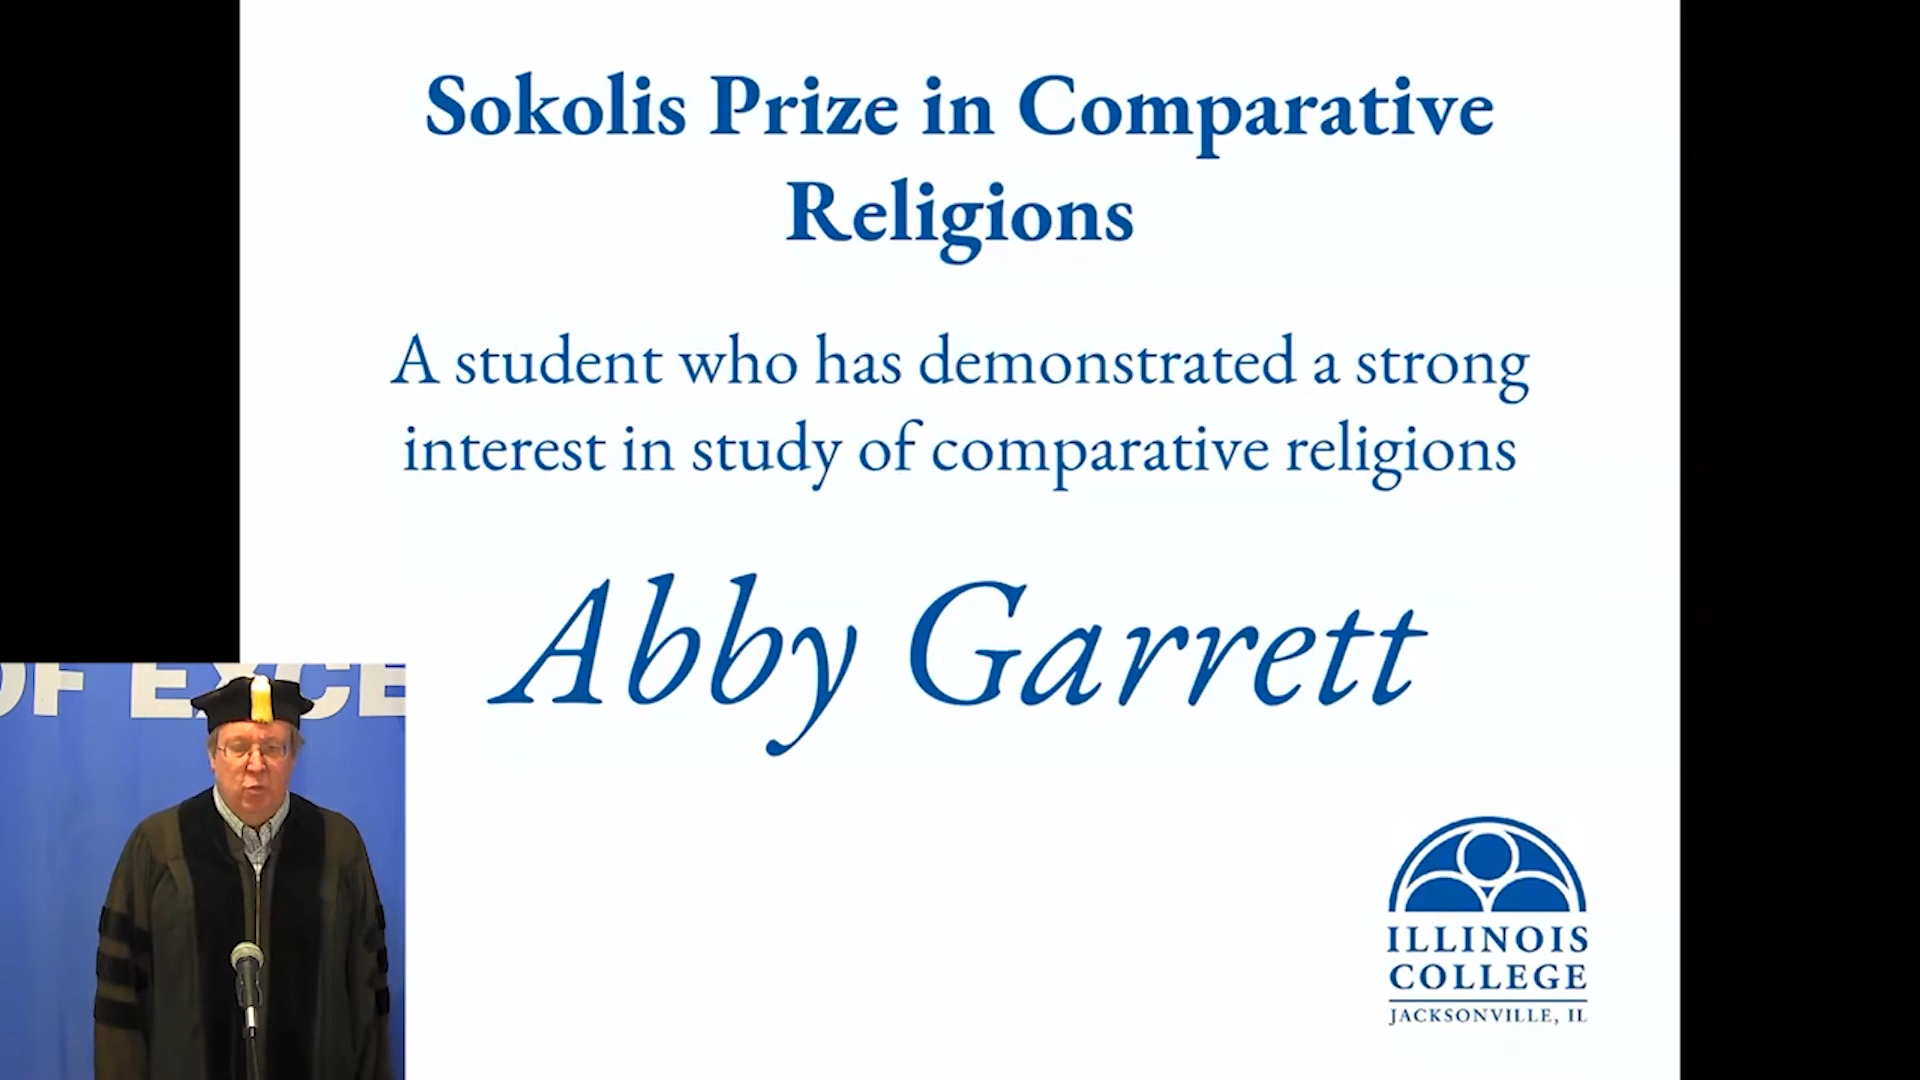 Sokolis Prize in Comparative
Religions
A student who has demonstrated a strong
interest in study of comparative religions
Abby Garrett
OF EXCE
ILLINOIS
COLLEGE
JACKSONVILLE, IL